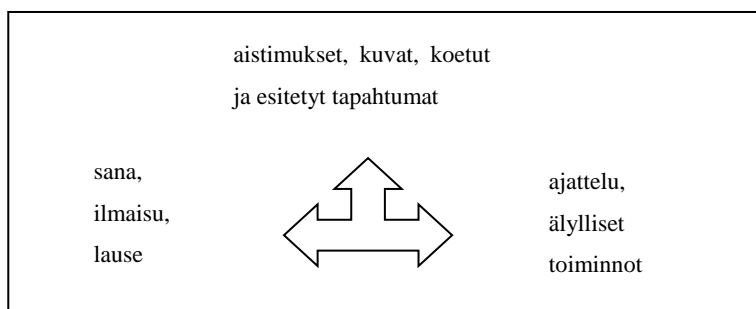 aistimukset, kuvat, koetut
ja esitetyt tapahtumat
sana,
ilmaisu,
lause
ajattelu,
älylliset
toiminnot